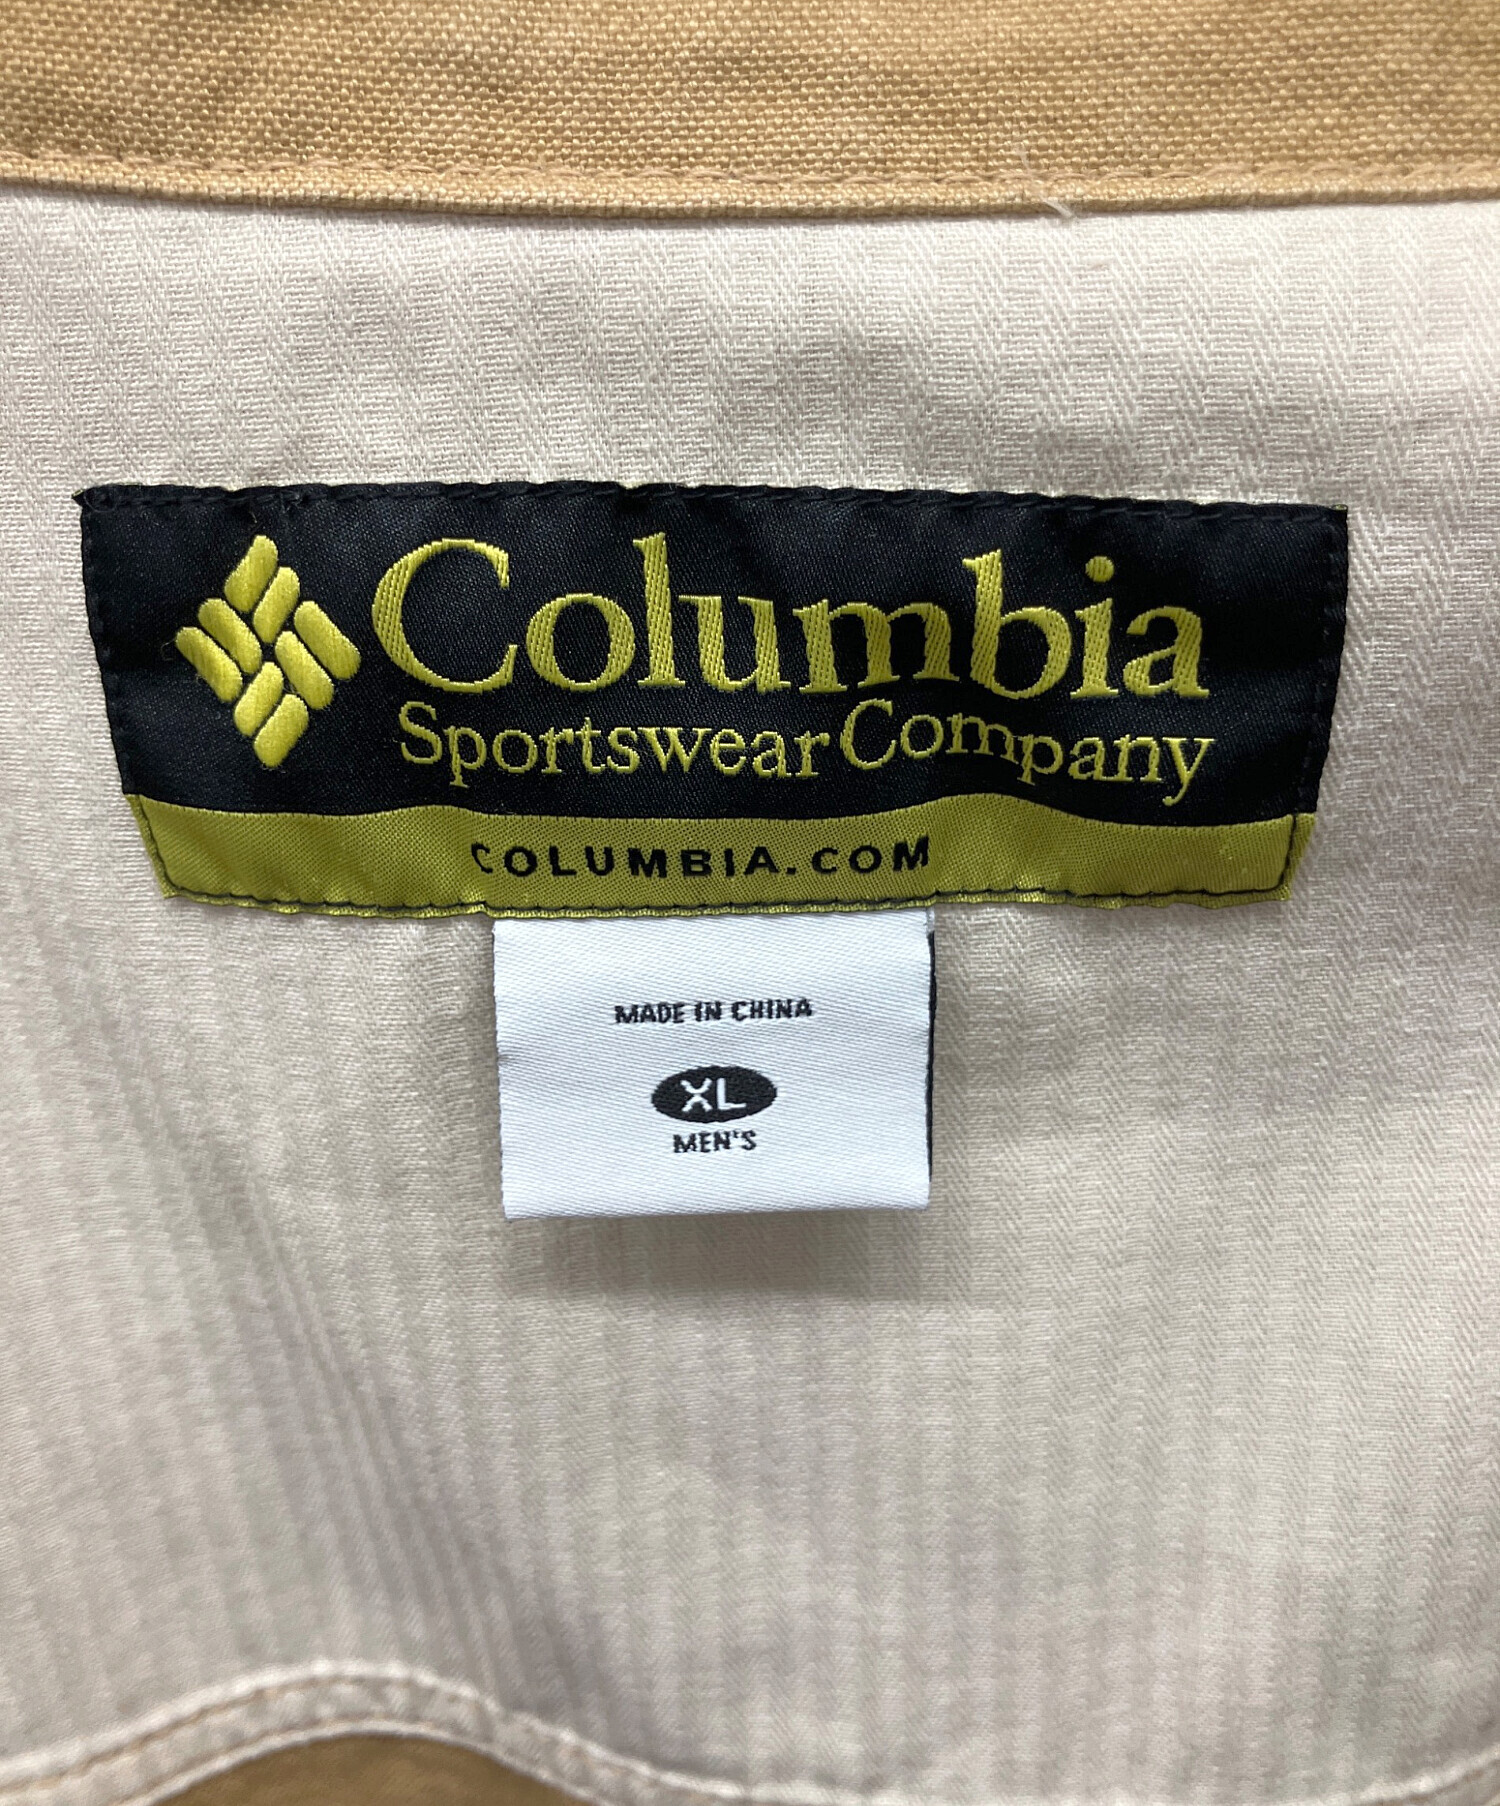 Columbia
Sportswear Company
COLUMBIA.COM
MADE IN CHINA
XL
MEN'S